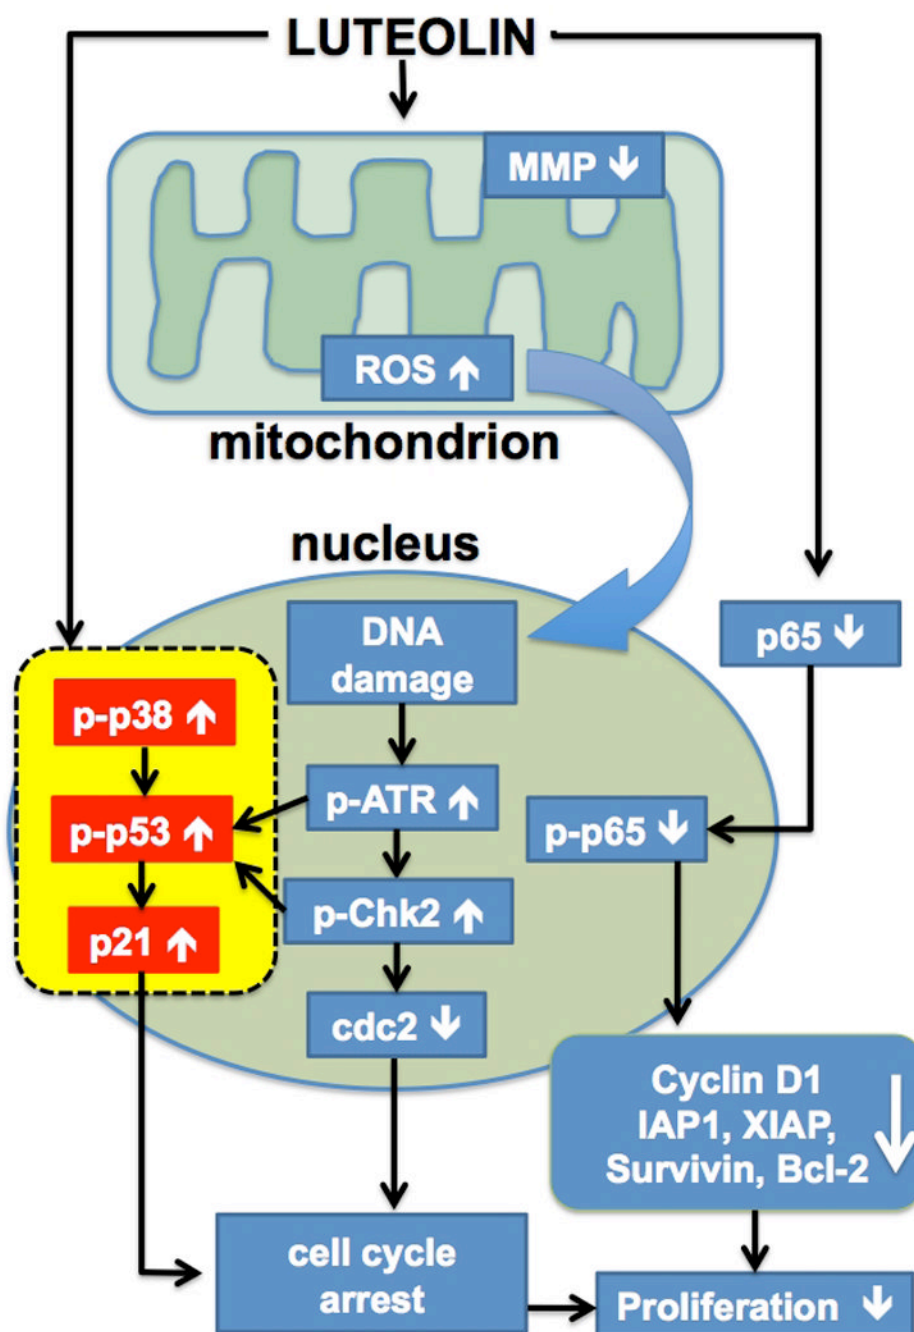 LUTEOLIN
MMP ↓
ROS ↑
mitochondrion
nucleus
DNA
damage
p65 ↓
p-p38 ↑
p-ATR ↑
p-p53 ↑
p-p65 ↓
p-Chk2 ↑
p21 ↑
cdc2 ↓
Cyclin D1
IAP1, XIAP,
Survivin, Bcl-2 ↓
cell cycle
arrest
Proliferation ↓